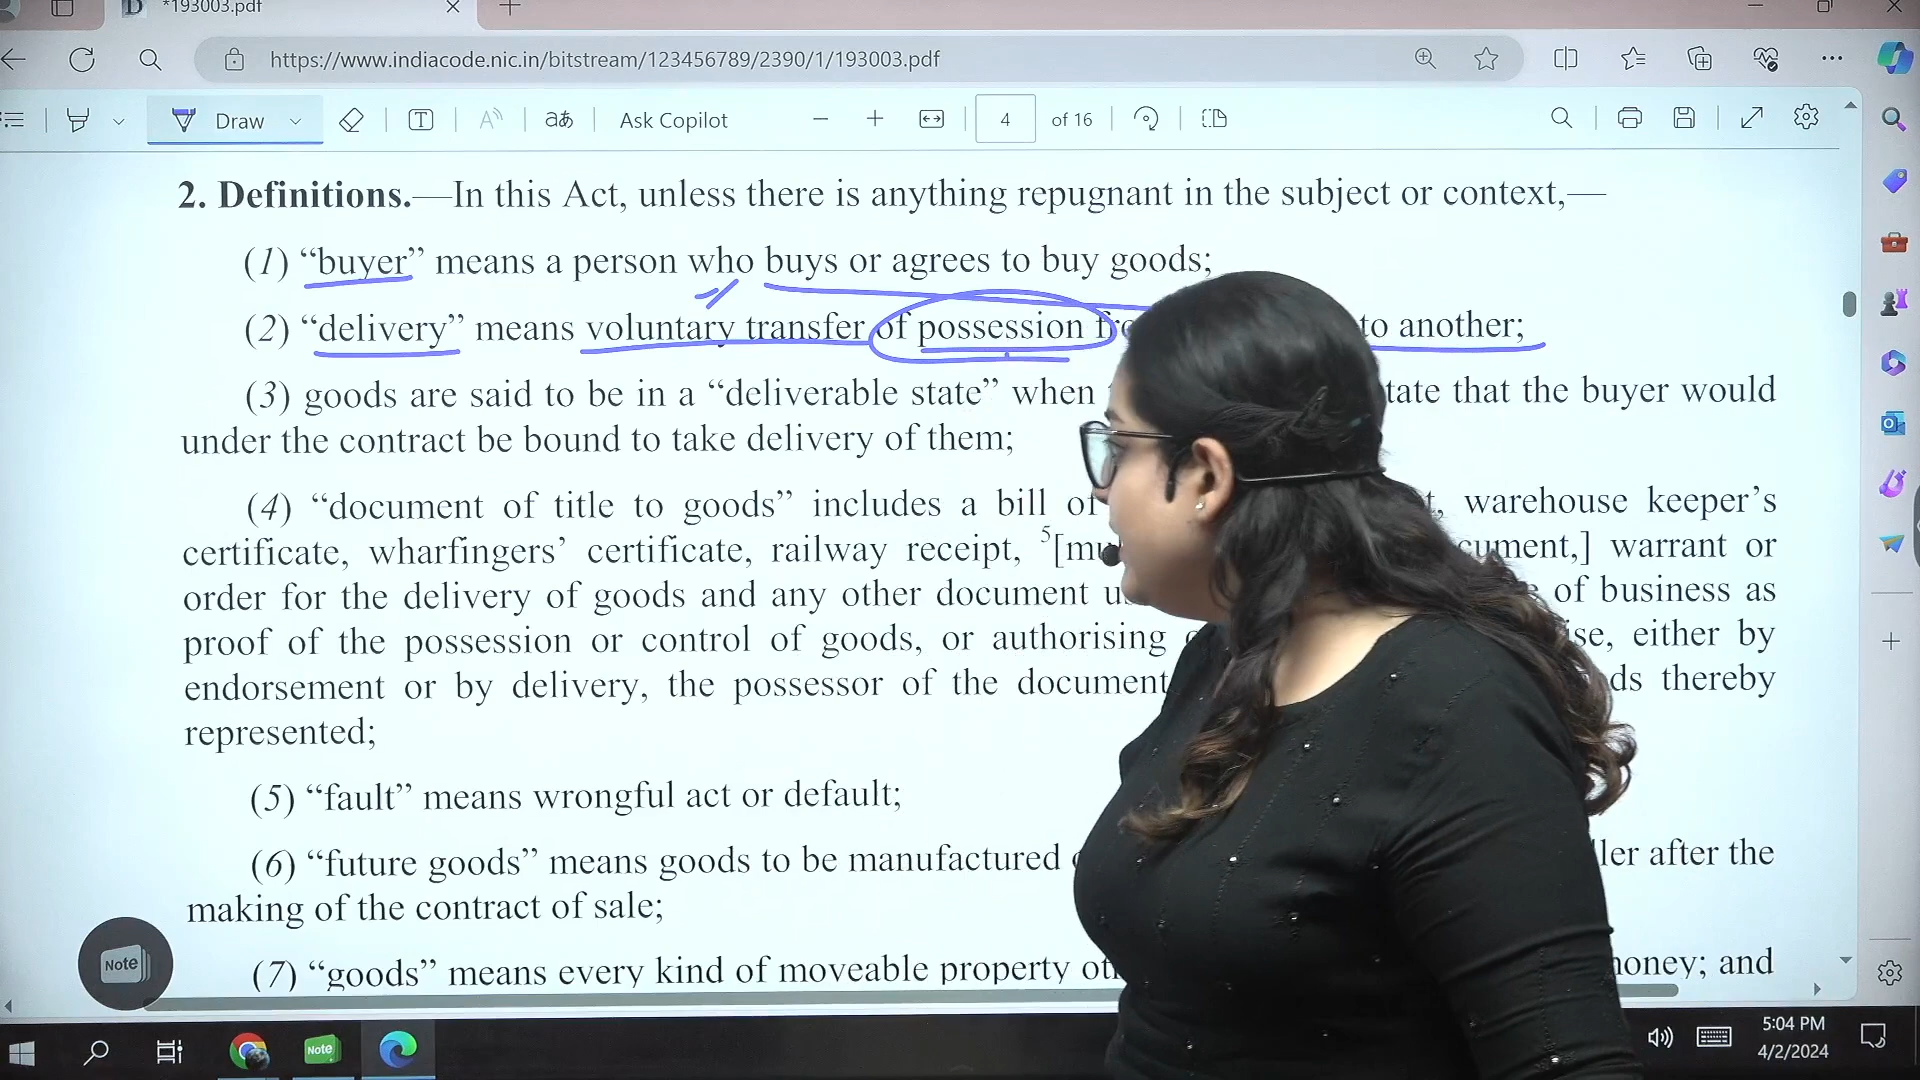 *193003.pdf
https://www.indiacode.nic.in/bitstream/123456789/2390/1/193003.pdf
Draw aあ Ask Copilot 4 of 16
2. Definitions.—In this Act, unless there is anything repugnant in the subject or context,—
(1) “buyer” means a person who buys or agrees to buy goods;
(2) “delivery” means voluntary transfer of possession to another;
(3) goods are said to be in a “deliverable state” when that the buyer would
under the contract be bound to take delivery of them;
(4) “document of title to goods” includes a bill of warehouse keeper’s
certificate, wharfingers’ certificate, railway receipt, 5[ warrant or
order for the delivery of goods and any other document of business as
proof of the possession or control of goods, or authorising either by
endorsement or by delivery, the possessor of the document thereby
represented;
(5) “fault” means wrongful act or default;
(6) “future goods” means goods to be manufactured after the
making of the contract of sale;
(7) “goods” means every kind of moveable property money; and
Note
Note
5:04 PM
4/2/2024